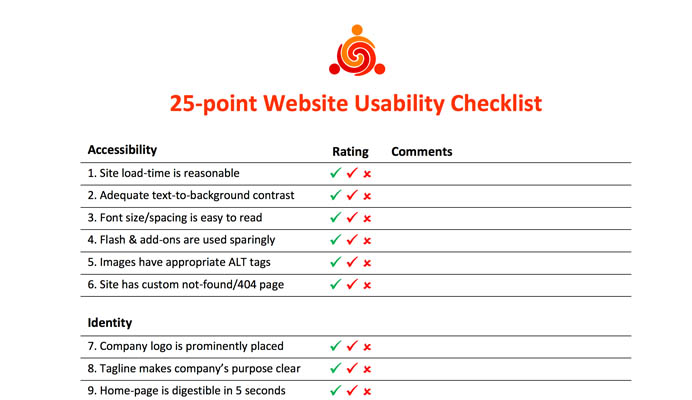 25-point Website Usability Checklist
Accessibility Rating Comments
1. Site load-time is reasonable ✓ ✓ ✘
2. Adequate text-to-background contrast ✓ ✓ ✘
3. Font size/spacing is easy to read ✓ ✓ ✘
4. Flash & add-ons are used sparingly ✓ ✓ ✘
5. Images have appropriate ALT tags ✓ ✓ ✘
6. Site has custom not-found/404 page ✓ ✓ ✘
Identity
7. Company logo is prominently placed ✓ ✓ ✘
8. Tagline makes company’s purpose clear ✓ ✓ ✘
9. Home-page is digestible in 5 seconds ✓ ✓ ✘